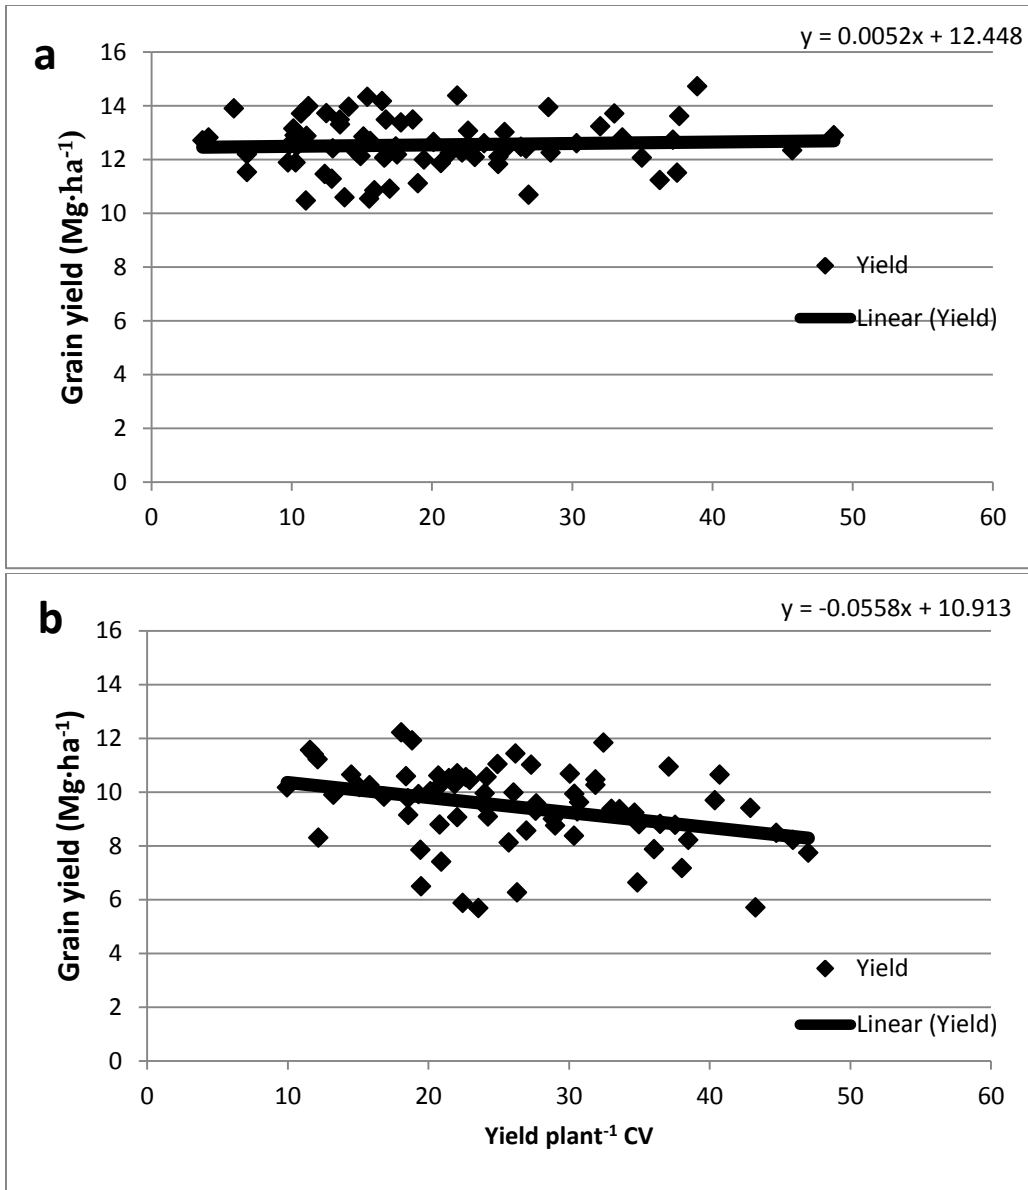 a
y = 0.0052x + 12.448
Grain yield (Mg·ha⁻¹)
16
14
12
10
8
6
4
2
0
0 10 20 30 40 50 60
Yield
Linear (Yield)
b
y = -0.0558x + 10.913
Grain yield (Mg·ha⁻¹)
16
14
12
10
8
6
4
2
0
0 10 20 30 40 50 60
Yield
Linear (Yield)
Yield plant⁻¹ CV